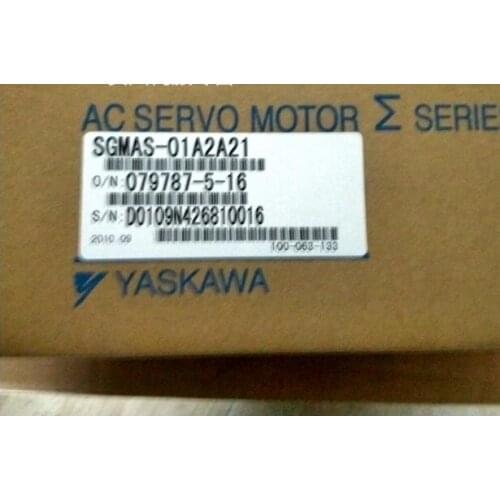 AC SERVO MOTOR Σ SERIE
SGMAS-01A2A21
O/N:079787-5-16
S/N:D0109N426810016
2010.09 100-063-133
YASKAWA